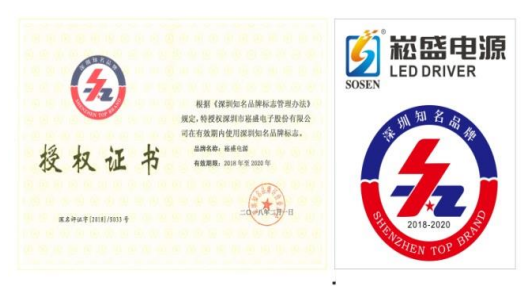 深圳知名品牌
SHENZHEN TOP BRAND
授权证书
深名评证字[2018]/S033号
根据《深圳知名品牌标志管理办法》
规定,特授权深圳市崧盛电子股份有限公
司在有效期内使用深圳知名品牌标志。
品牌名称：崧盛电源
有效期限：2018年至2020年
二〇一八年二月一日
SOSEN
崧盛电源
LED DRIVER
深圳知名品牌
2018-2020
SHENZHEN TOP BRAND